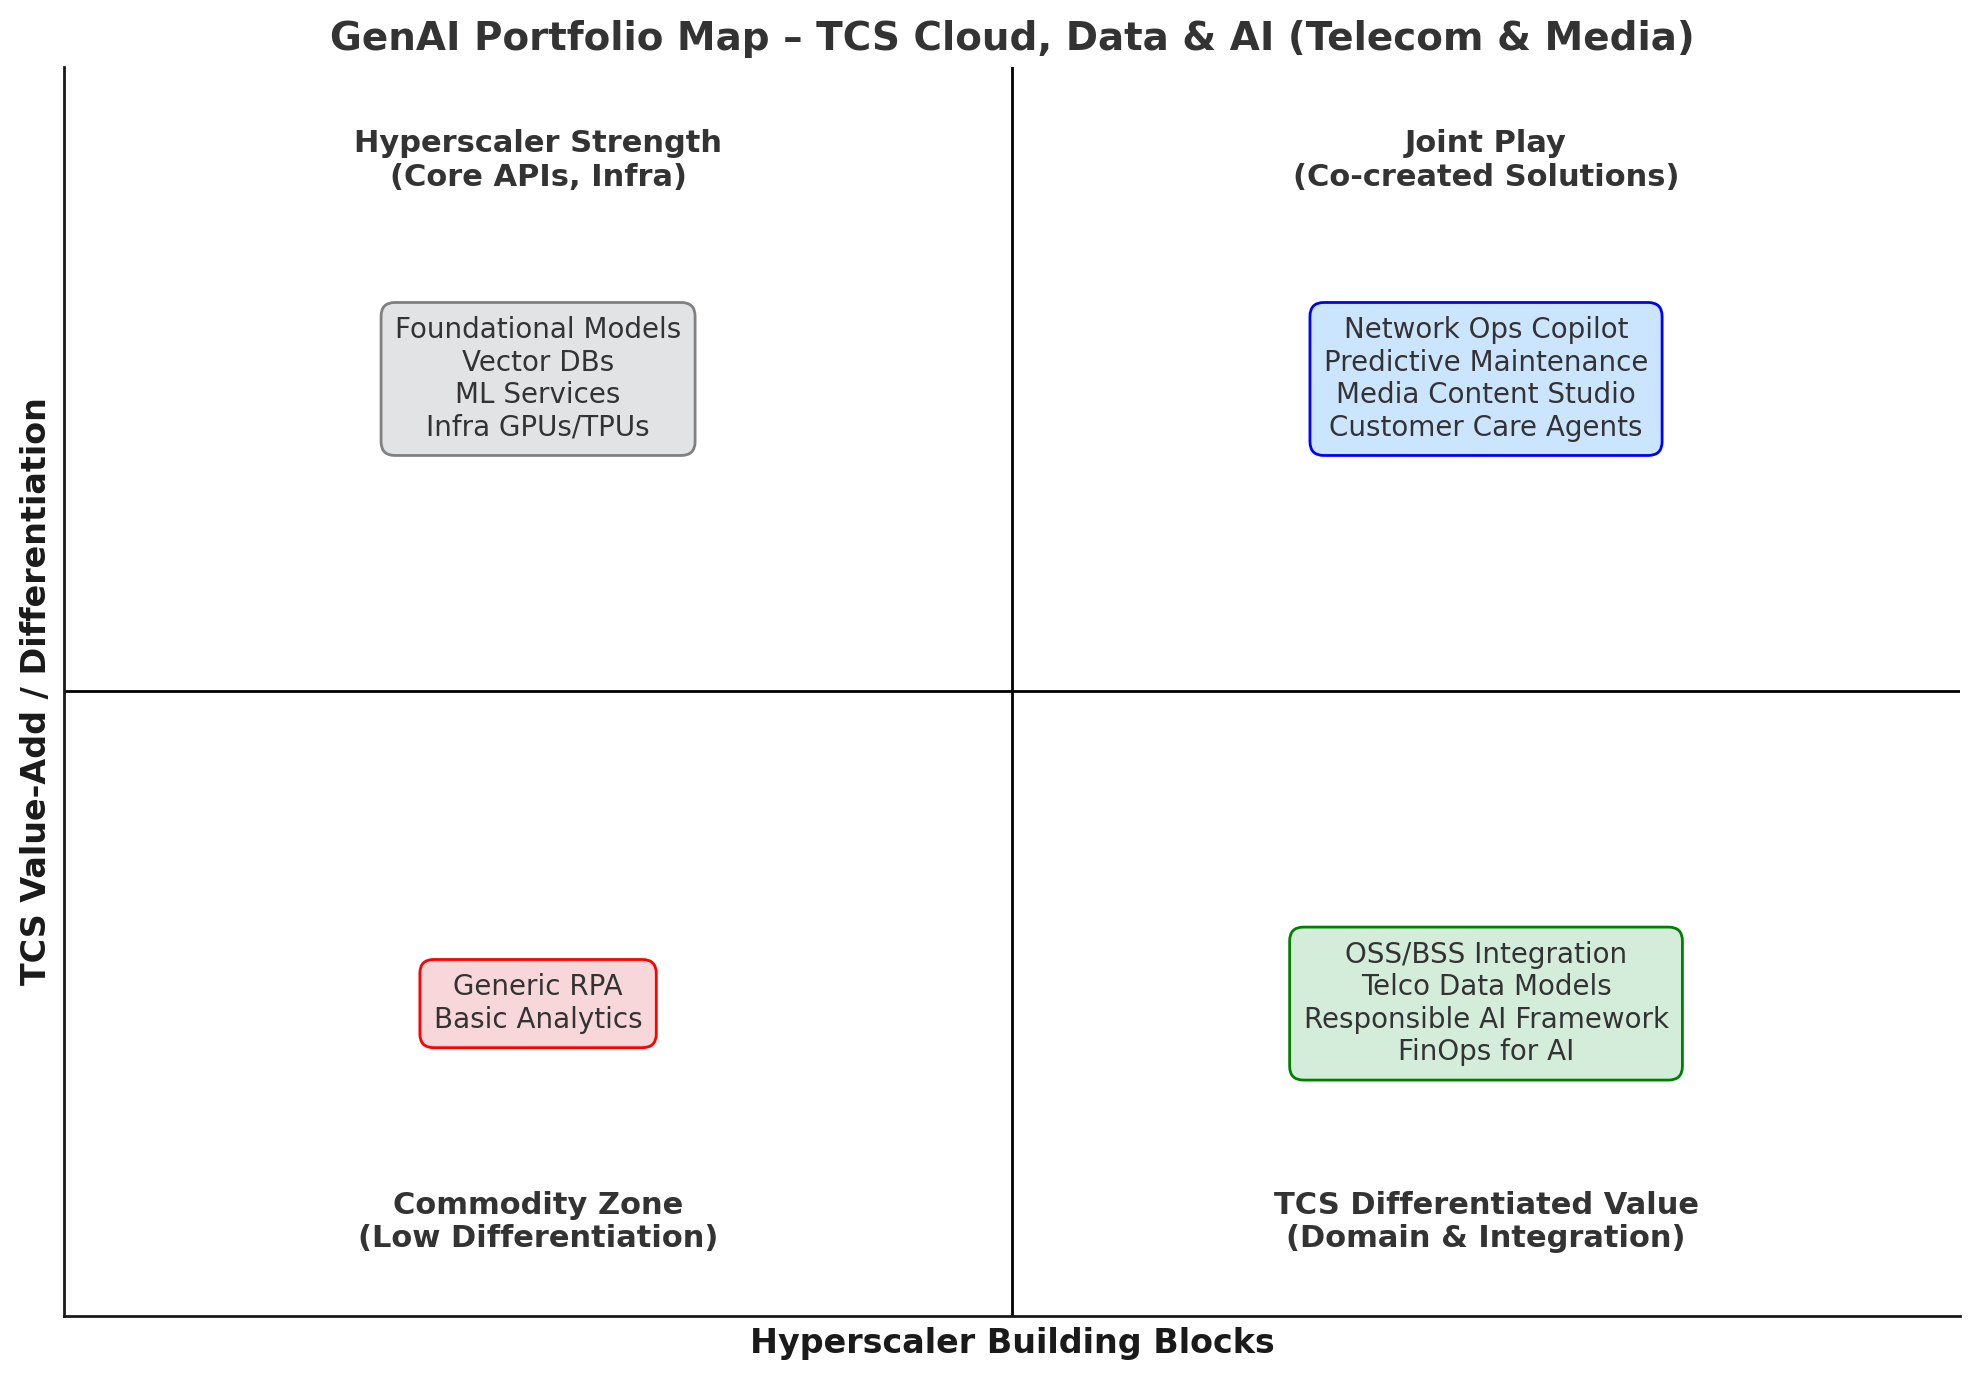 GenAI Portfolio Map – TCS Cloud, Data & AI (Telecom & Media)
Hyperscaler Strength
(Core APIs, Infra)
Joint Play
(Co-created Solutions)
Foundational Models
Vector DBs
ML Services
Infra GPUs/TPUs
Network Ops Copilot
Predictive Maintenance
Media Content Studio
Customer Care Agents
TCS Value-Add / Differentiation
Generic RPA
Basic Analytics
OSS/BSS Integration
Telco Data Models
Responsible AI Framework
FinOps for AI
Commodity Zone
(Low Differentiation)
TCS Differentiated Value
(Domain & Integration)
Hyperscaler Building Blocks